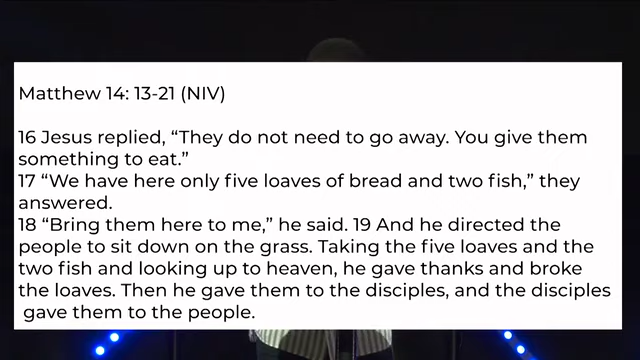 Matthew 14: 13-21 (NIV)
16 Jesus replied, “They do not need to go away. You give them
something to eat.”
17 “We have here only five loaves of bread and two fish,” they
answered.
18 “Bring them here to me,” he said. 19 And he directed the
people to sit down on the grass. Taking the five loaves and the
two fish and looking up to heaven, he gave thanks and broke
the loaves. Then he gave them to the disciples, and the disciples
gave them to the people.